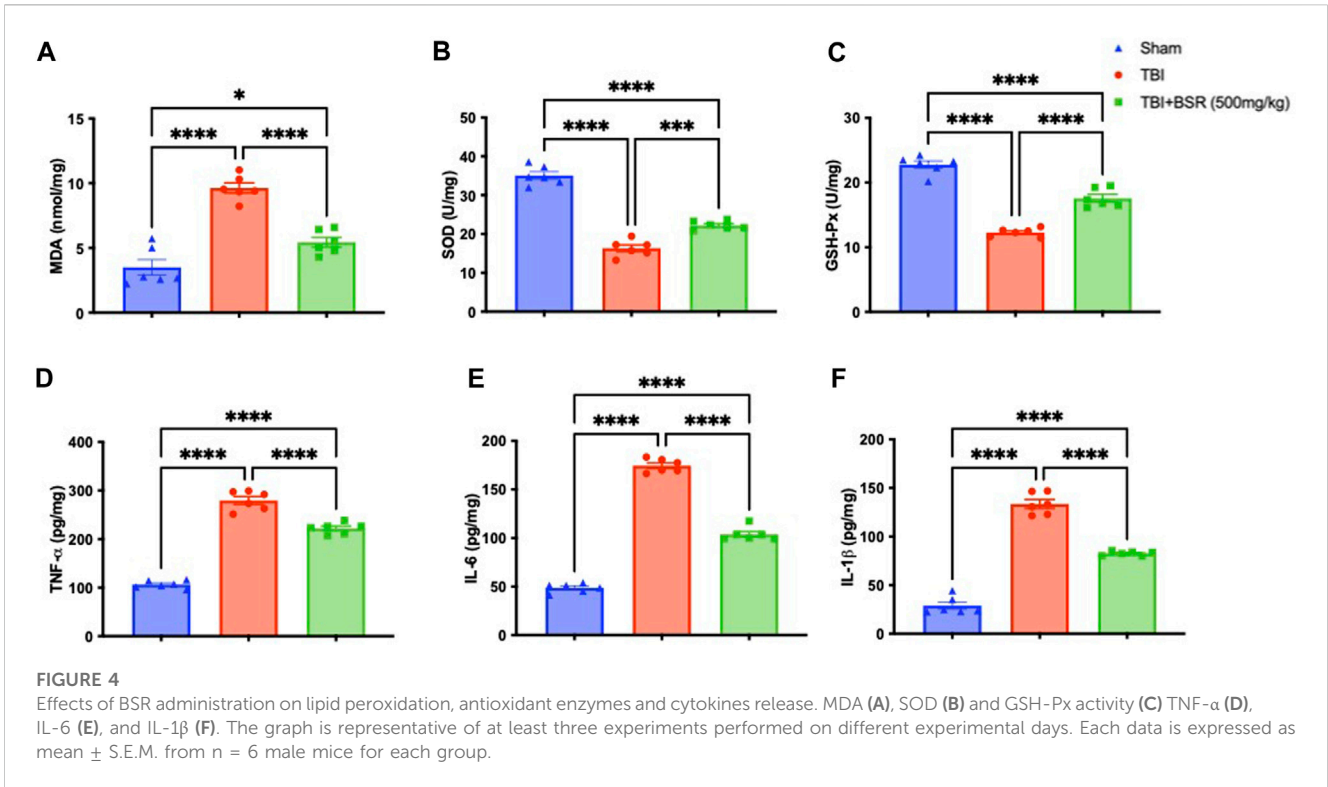 A
MDA (nmol/mg)
15
10
5
0
*
**** ****
B
SOD (U/mg)
50
40
30
20
10
0
****
**** ***
C
GSH-Px (U/mg)
30
20
10
0
****
**** ****
Sham
TBI
TBI+BSR (500mg/kg)
D
TNF-α (pg/mg)
400
300
200
100
0
****
**** ****
E
IL-6 (pg/mg)
200
150
100
50
0
****
**** ****
F
IL-1β (pg/mg)
200
150
100
50
0
****
**** ****
FIGURE 4
Effects of BSR administration on lipid peroxidation, antioxidant enzymes and cytokines release. MDA (A), SOD (B) and GSH-Px activity (C) TNF-α (D),
IL-6 (E), and IL-1β (F). The graph is representative of at least three experiments performed on different experimental days. Each data is expressed as
mean ± S.E.M. from n = 6 male mice for each group.